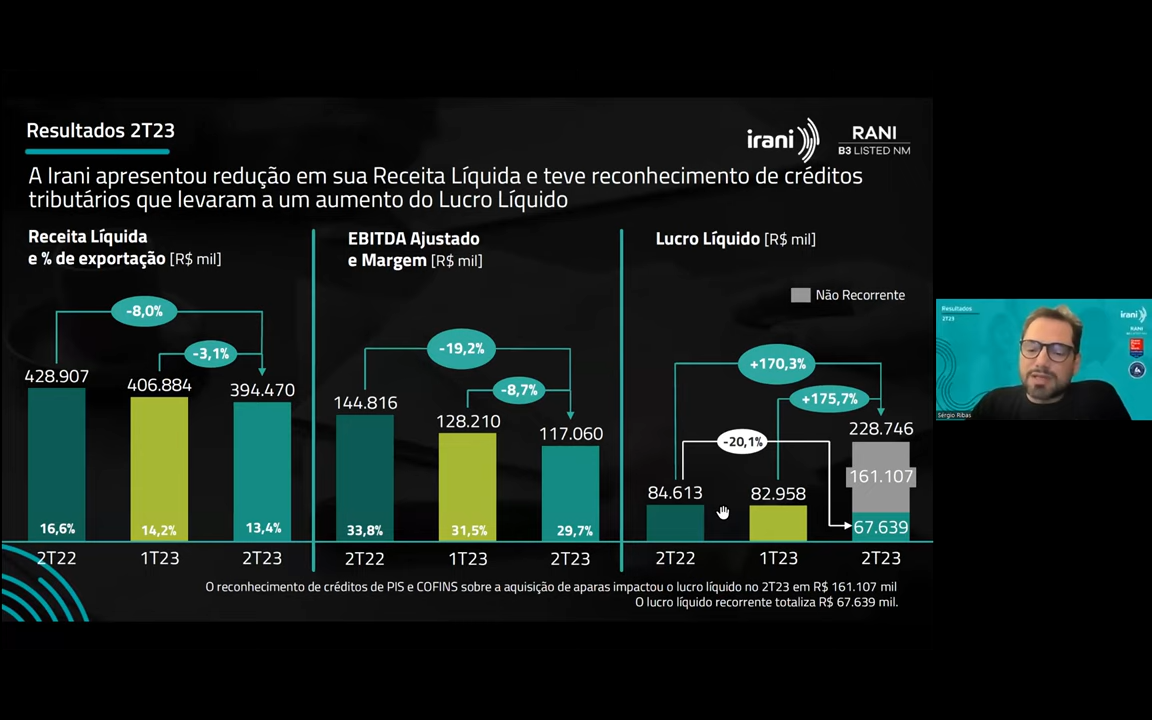 Resultados 2T23
irani
RANI
B3 LISTED NM
A Irani apresentou redução em sua Receita Líquida e teve reconhecimento de créditos
tributários que levaram a um aumento do Lucro Líquido
Receita Líquida
e % de exportação [R$ mil]
-8,0%
-3,1%
428.907
406.884
394.470
16,6%
14,2%
13,4%
2T22
1T23
2T23
EBITDA Ajustado
e Margem [R$ mil]
-19,2%
-8,7%
144.816
128.210
117.060
33,8%
31,5%
29,7%
2T22
1T23
2T23
Lucro Líquido [R$ mil]
Não Recorrente
+170,3%
+175,7%
-20,1%
228.746
161.107
84.613
82.958
67.639
2T22
1T23
2T23
O reconhecimento de créditos de PIS e COFINS sobre a aquisição de aparas impactou o lucro líquido no 2T23 em R$ 161.107 mil
O lucro líquido recorrente totaliza R$ 67.639 mil.
Resultados
2T23
irani
RANI
Sérgio Ribas